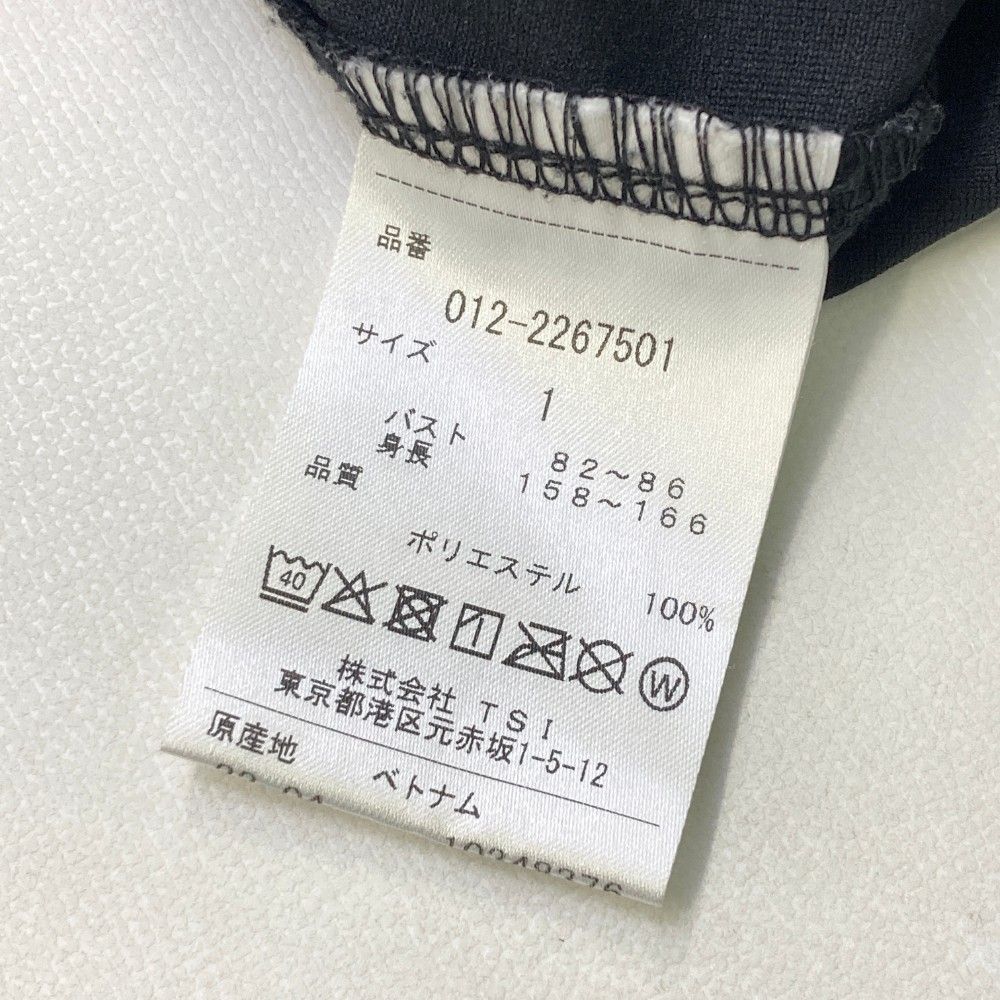 品番
012-2267501
サイズ
1
バスト 82～86
身長 158～166
品質
ポリエステル 100%
40
W
株式会社 TSI
東京都港区元赤坂1-5-12
原産地 ベトナム